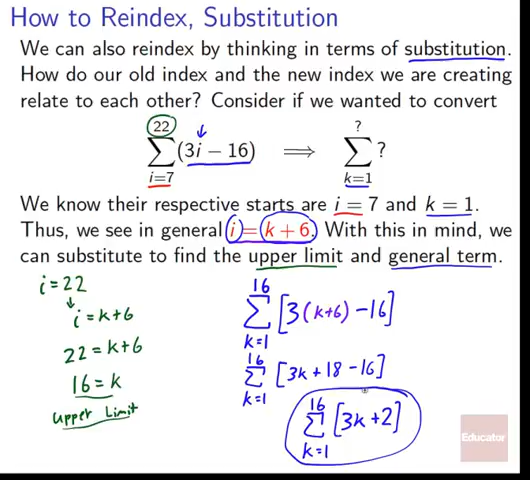 How to Reindex, Substitution
We can also reindex by thinking in terms of substitution.
How do our old index and the new index we are creating
relate to each other? Consider if we wanted to convert
22 ?
∑ (3i − 16) ⟹ ∑ ?
i=7 k=1
We know their respective starts are i = 7 and k = 1.
Thus, we see in general i = k + 6. With this in mind, we
can substitute to find the upper limit and general term.
i = 22
↓
i = k+6
22 = k+6
16 = k
Upper Limit
16
∑ [3(k+6) −16]
k=1
16
∑ [3k + 18 − 16]
k=1
16
∑ [3k + 2]
k=1
Educator